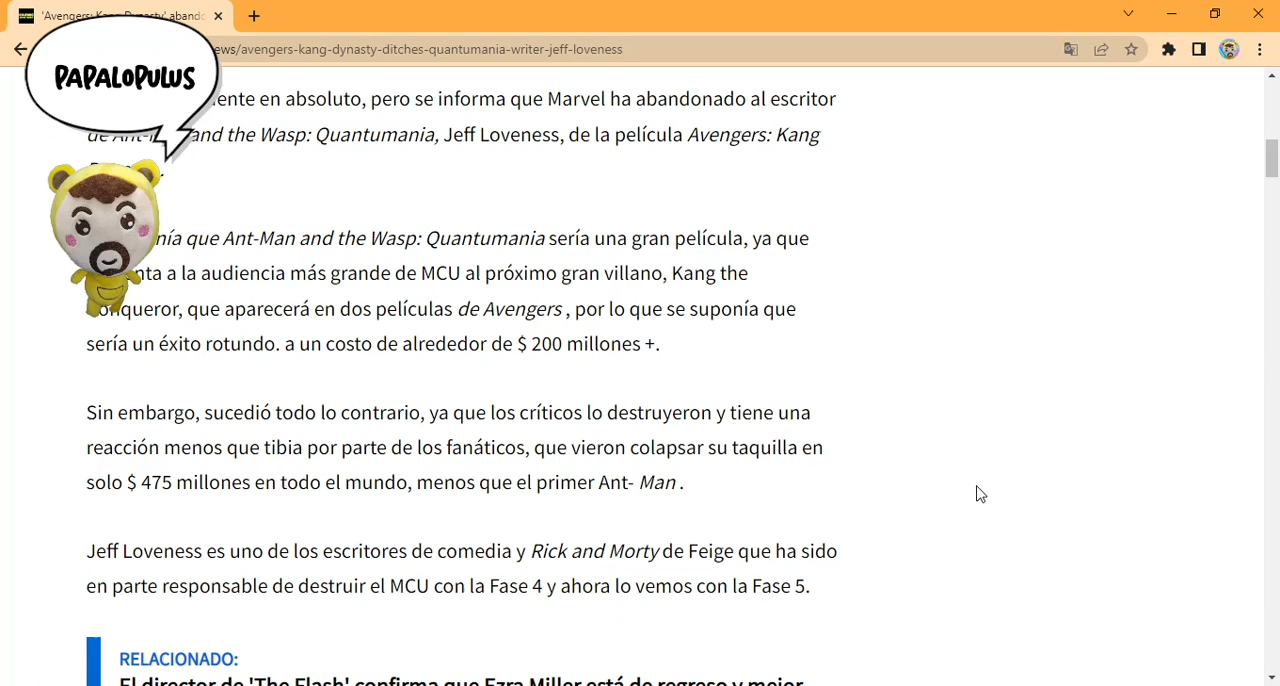 'Avengers: Kang Dynasty' aband
ews/avengers-kang-dynasty-ditches-quantumania-writer-jeff-loveness
PAPALOPULUS
ente en absoluto, pero se informa que Marvel ha abandonado al escritor
de Ant-M and the Wasp: Quantumania, Jeff Loveness, de la película Avengers: Kang
nía que Ant-Man and the Wasp: Quantumania sería una gran película, ya que
nta a la audiencia más grande de MCU al próximo gran villano, Kang the
onqueror, que aparecerá en dos películas de Avengers , por lo que se suponía que
sería un éxito rotundo. a un costo de alrededor de $ 200 millones +.
Sin embargo, sucedió todo lo contrario, ya que los críticos lo destruyeron y tiene una
reacción menos que tibia por parte de los fanáticos, que vieron colapsar su taquilla en
solo $ 475 millones en todo el mundo, menos que el primer Ant- Man .
Jeff Loveness es uno de los escritores de comedia y Rick and Morty de Feige que ha sido
en parte responsable de destruir el MCU con la Fase 4 y ahora lo vemos con la Fase 5.
RELACIONADO:
El director de 'The Flash' confirma que Ezra Miller está de regreso y mejor